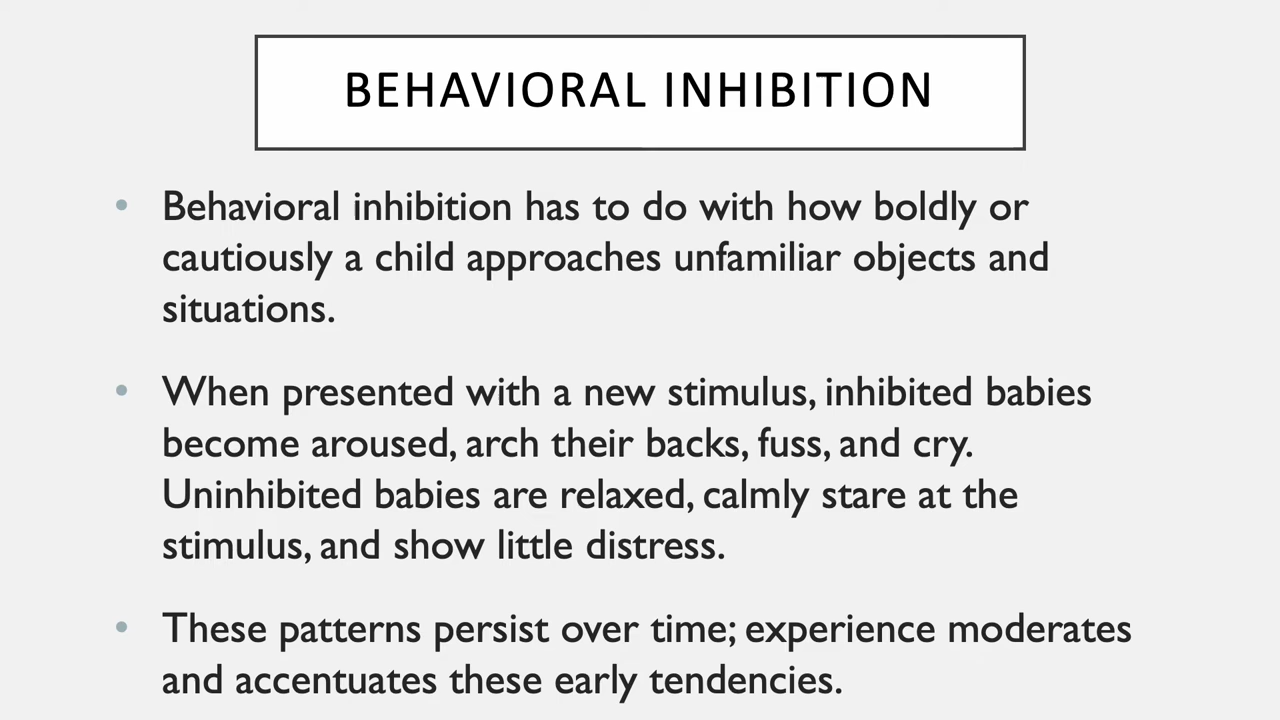 BEHAVIORAL INHIBITION
• Behavioral inhibition has to do with how boldly or
cautiously a child approaches unfamiliar objects and
situations.
• When presented with a new stimulus, inhibited babies
become aroused, arch their backs, fuss, and cry.
Uninhibited babies are relaxed, calmly stare at the
stimulus, and show little distress.
• These patterns persist over time; experience moderates
and accentuates these early tendencies.